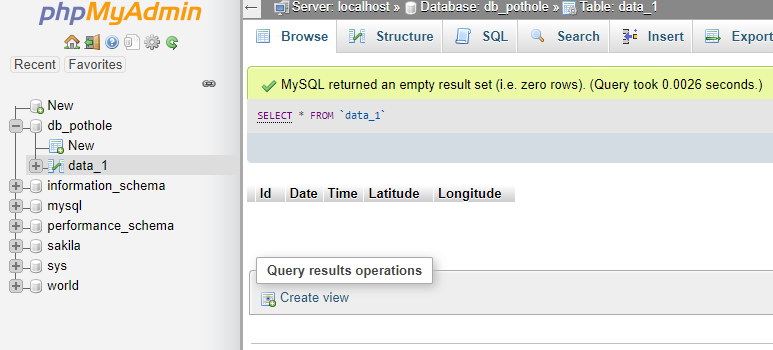 phpMyAdmin
Recent Favorites
New
db_pothole
New
data_1
information_schema
mysql
performance_schema
sakila
sys
world
Server: localhost » Database: db_pothole » Table: data_1
Browse Structure SQL Search Insert Export
MySQL returned an empty result set (i.e. zero rows). (Query took 0.0026 seconds.)
SELECT * FROM `data_1`
Id Date Time Latitude Longitude
Query results operations
Create view